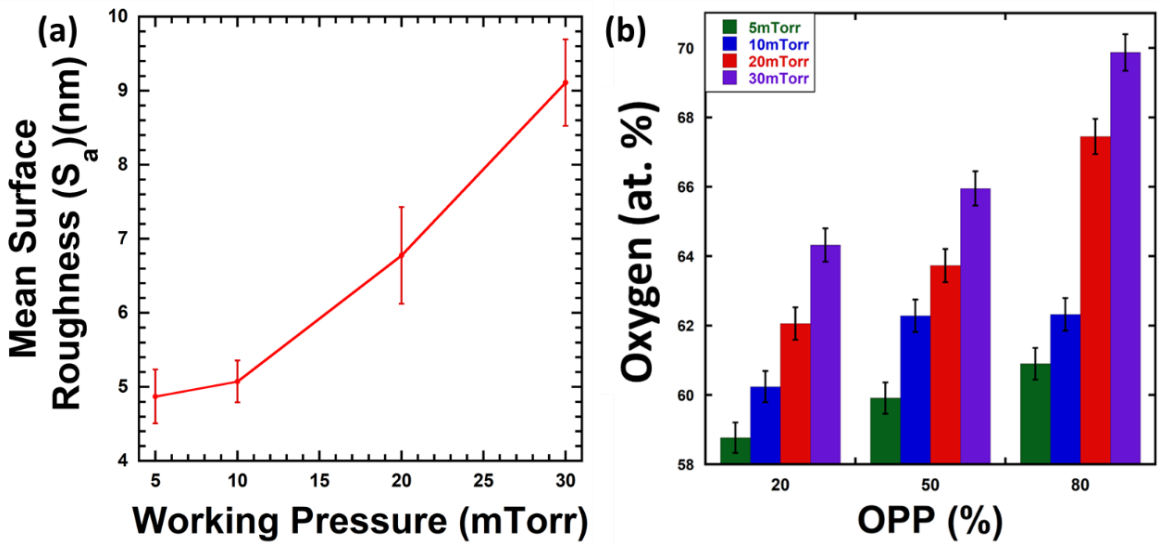 (a)
Mean Surface
Roughness (Sₐ)(nm)
10
9
8
7
6
5
4
5
10
15
20
25
30
Working Pressure (mTorr)
(b)
5mTorr
10mTorr
20mTorr
30mTorr
Oxygen (at. %)
70
68
66
64
62
60
58
20
50
80
OPP (%)